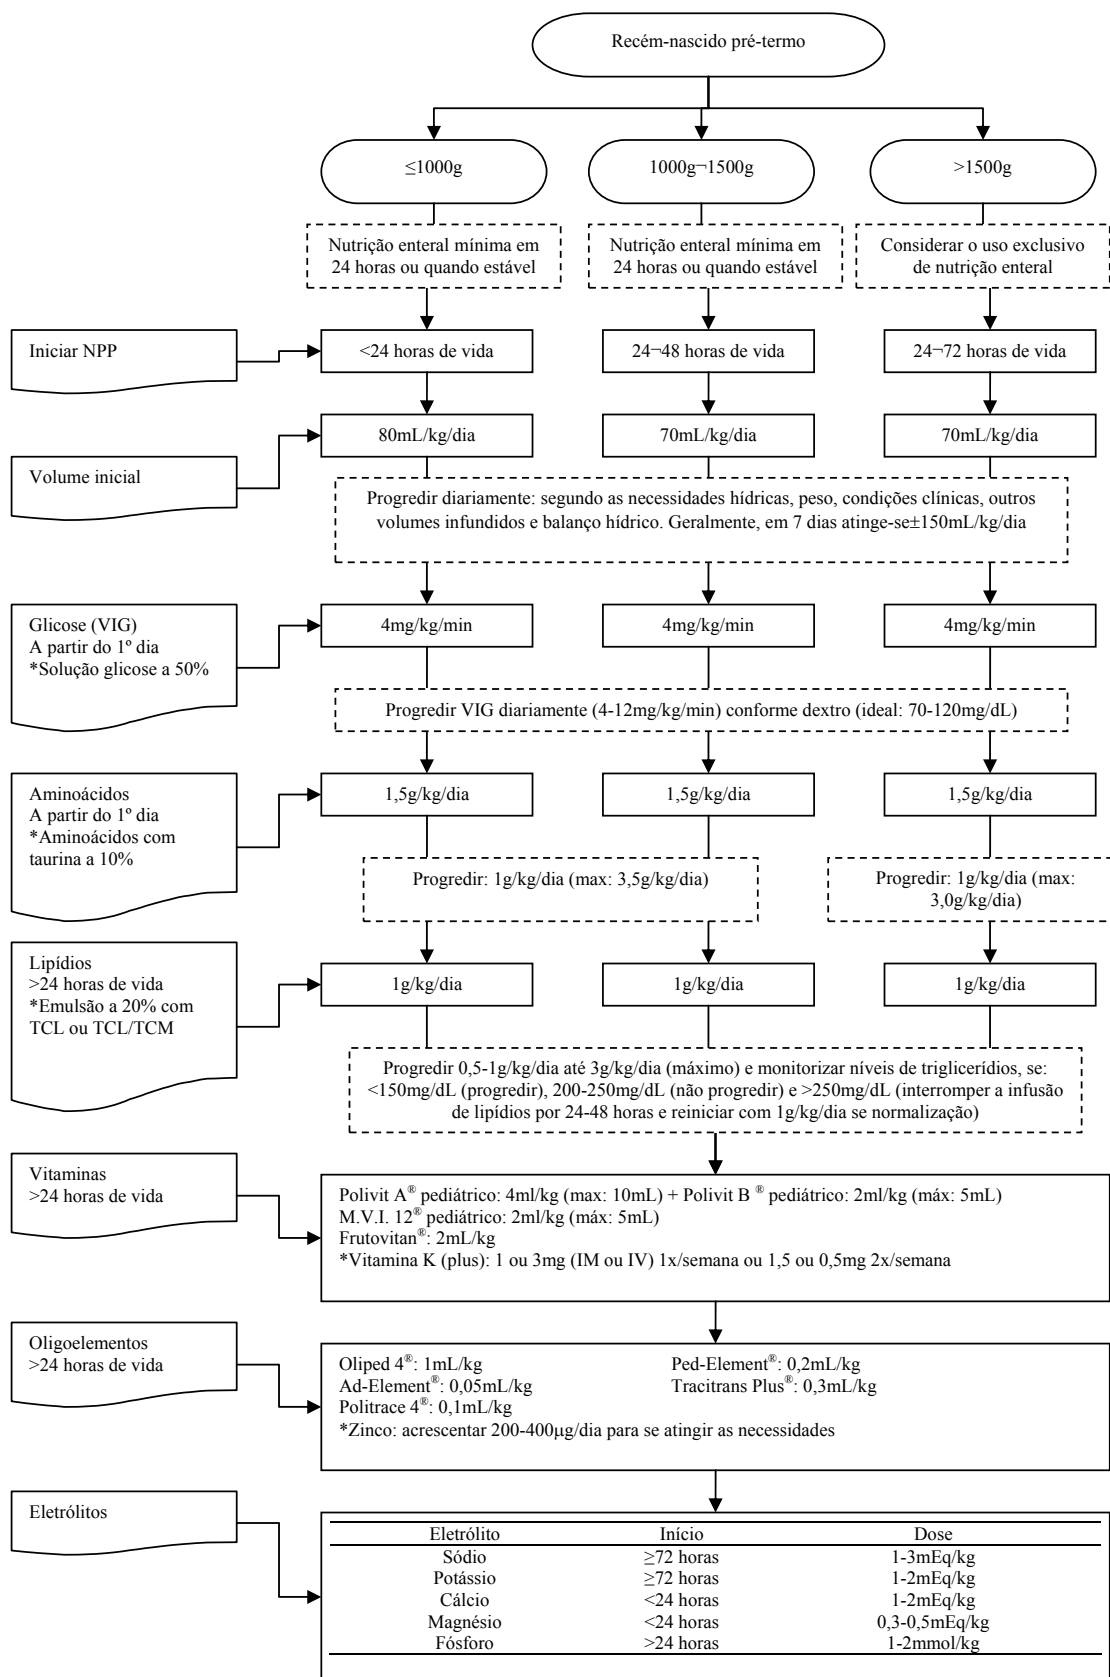 Recém-nascido pré-termo
≤1000g
1000g¬1500g
>1500g
Nutrição enteral mínima em
24 horas ou quando estável
Nutrição enteral mínima em
24 horas ou quando estável
Considerar o uso exclusivo
de nutrição enteral
Iniciar NPP
<24 horas de vida
24¬48 horas de vida
24¬72 horas de vida
Volume inicial
80mL/kg/dia
70mL/kg/dia
70mL/kg/dia
Progredir diariamente: segundo as necessidades hídricas, peso, condições clínicas, outros
volumes infundidos e balanço hídrico. Geralmente, em 7 dias atinge-se±150mL/kg/dia
Glicose (VIG)
A partir do 1º dia
*Solução glicose a 50%
4mg/kg/min
4mg/kg/min
4mg/kg/min
Progredir VIG diariamente (4-12mg/kg/min) conforme dextro (ideal: 70-120mg/dL)
Aminoácidos
A partir do 1º dia
*Aminoácidos com
taurina a 10%
1,5g/kg/dia
1,5g/kg/dia
1,5g/kg/dia
Progredir: 1g/kg/dia (max: 3,5g/kg/dia)
Progredir: 1g/kg/dia (max:
3,0g/kg/dia)
Lipídios
>24 horas de vida
*Emulsão a 20% com
TCL ou TCL/TCM
1g/kg/dia
1g/kg/dia
1g/kg/dia
Progredir 0,5-1g/kg/dia até 3g/kg/dia (máximo) e monitorizar níveis de triglicerídios, se:
<150mg/dL (progredir), 200-250mg/dL (não progredir) e >250mg/dL (interromper a infusão
de lipídios por 24-48 horas e reiniciar com 1g/kg/dia se normalização)
Vitaminas
>24 horas de vida
Polivit A® pediátrico: 4ml/kg (max: 10mL) + Polivit B ® pediátrico: 2ml/kg (máx: 5mL)
M.V.I. 12® pediátrico: 2ml/kg (máx: 5mL)
Frutovitan®: 2mL/kg
*Vitamina K (plus): 1 ou 3mg (IM ou IV) 1x/semana ou 1,5 ou 0,5mg 2x/semana
Oligoelementos
>24 horas de vida
Oliped 4®: 1mL/kg Ped-Element®: 0,2mL/kg
Ad-Element®: 0,05mL/kg Tracitrans Plus®: 0,3mL/kg
Politrace 4®: 0,1mL/kg
*Zinco: acrescentar 200-400µg/dia para se atingir as necessidades
Eletrólitos
Eletrólito Início Dose
Sódio ≥72 horas 1-3mEq/kg
Potássio ≥72 horas 1-2mEq/kg
Cálcio <24 horas 1-2mEq/kg
Magnésio <24 horas 0,3-0,5mEq/kg
Fósforo >24 horas 1-2mmol/kg